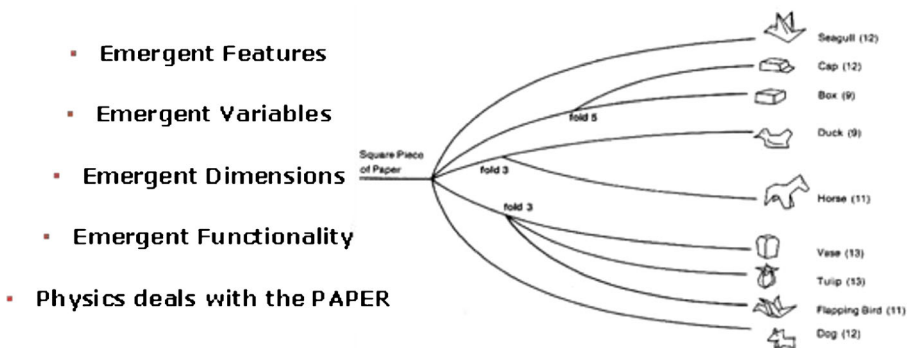 Emergent Features
Emergent Variables
Emergent Dimensions
Emergent Functionality
Physics deals with the PAPER
Square Piece
of Paper
fold 5
fold 3
fold 3
Seagull (12)
Cap (12)
Box (9)
Duck (9)
Horse (11)
Vase (13)
Tulip (13)
Flapping Bird (11)
Dog (12)